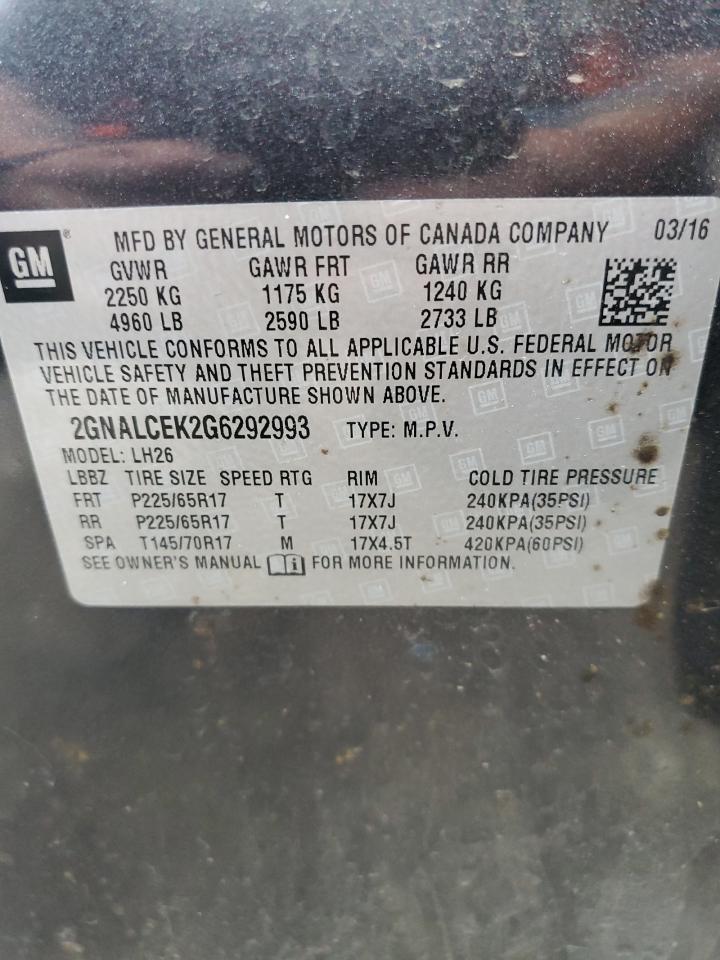 GM ® MFD BY GENERAL MOTORS OF CANADA COMPANY 03/16
GVWR GAWR FRT GAWR RR
2250 KG 1175 KG 1240 KG
4960 LB 2590 LB 2733 LB
THIS VEHICLE CONFORMS TO ALL APPLICABLE U.S. FEDERAL MOTOR
VEHICLE SAFETY AND THEFT PREVENTION STANDARDS IN EFFECT ON
THE DATE OF MANUFACTURE SHOWN ABOVE.
2GNALCEK2G6292993 TYPE: M.P.V.
MODEL: LH26
LBBZ TIRE SIZE SPEED RTG RIM COLD TIRE PRESSURE
FRT P225/65R17 T 17X7J 240KPA(35PSI)
RR P225/65R17 T 17X7J 240KPA(35PSI)
SPA T145/70R17 M 17X4.5T 420KPA(60PSI)
SEE OWNER'S MANUAL FOR MORE INFORMATION.